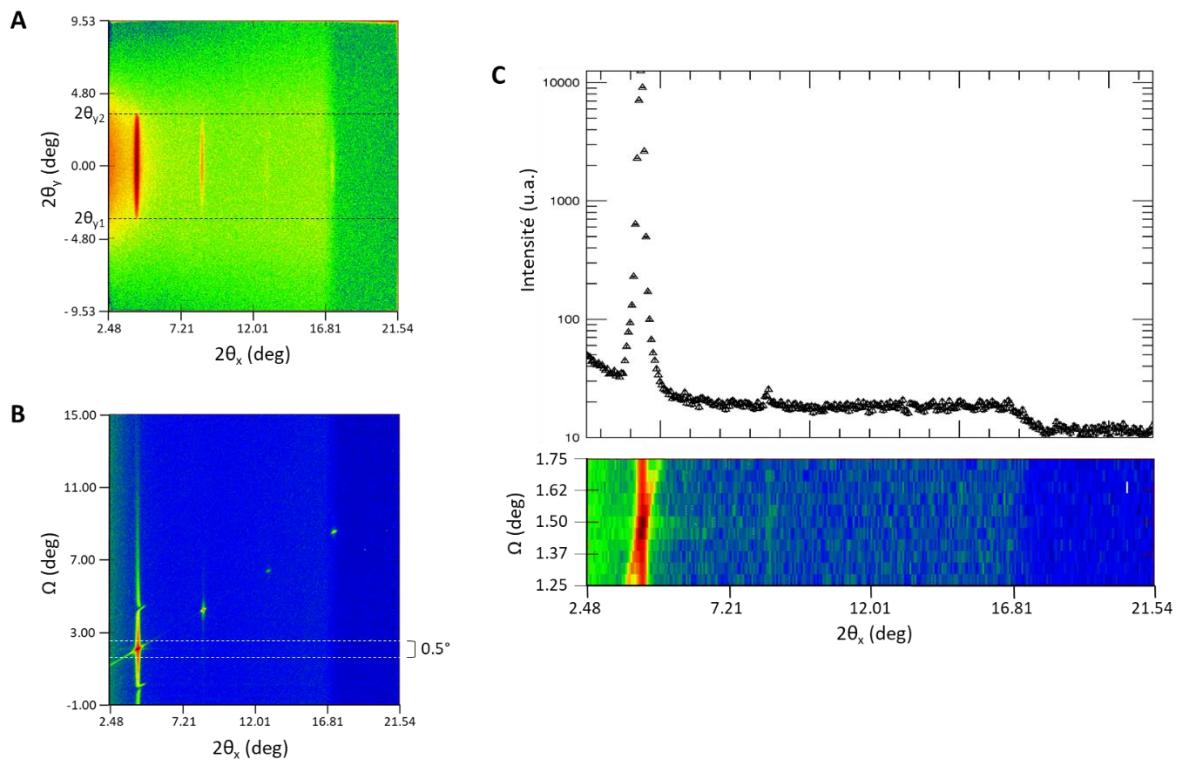 A
9.53
4.80
2θy2
0.00
2θy1
- 4.80
- 9.53
2θy (deg)
2.48 7.21 12.01 16.81 21.54
2θx (deg)
B
15.00
11.00
7.00
3.00
-1.00
Ω (deg)
0.5°
2.48 7.21 12.01 16.81 21.54
2θx (deg)
C
10000
1000
100
10
Intensité (u.a.)
1.75
1.62
1.50
1.37
1.25
Ω (deg)
2.48 7.21 12.01 16.81 21.54
2θx (deg)